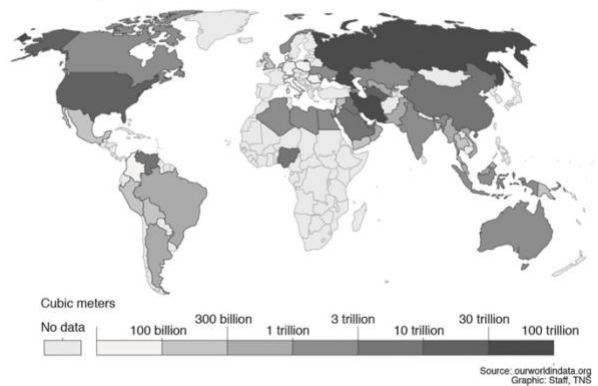 Cubic meters
No data
100 billion
300 billion
1 trillion
3 trillion
10 trillion
30 trillion
100 trillion
Source: ourworldindata.org
Graphic: Staff, TNS